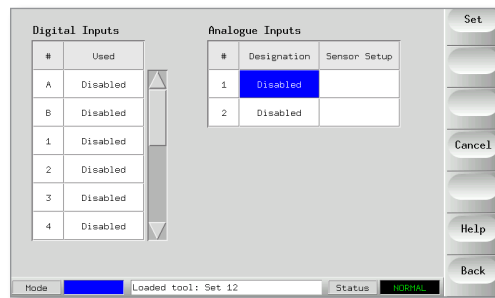 Digital Inputs
# Used
A Disabled
B Disabled
1 Disabled
2 Disabled
3 Disabled
4 Disabled
Analogue Inputs
# Designation Sensor Setup
1 Disabled
2 Disabled
Set
Cancel
Help
Back
Mode Loaded tool: Set 12 Status NORMAL